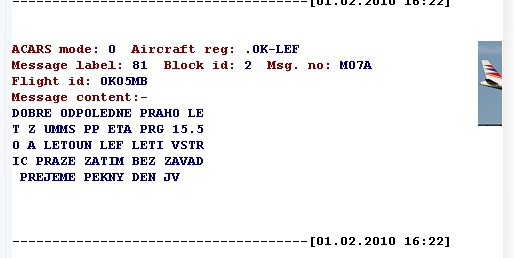 -------------------------------------[01.02.2010 16:22]
ACARS mode: 0  Aircraft reg: .OK-LEF
Message label: 81  Block id: 2  Msg. no: M07A
Flight id: OK05MB
Message content:-
DOBRE ODPOLEDNE PRAHO LE
T Z UMMS PP ETA PRG 15.5
0 A LETOUN LEF LETI VSTR
IC PRAZE ZATIM BEZ ZAVAD
 PREJEME PEKNY DEN JV
-------------------------------------[01.02.2010 16:22]